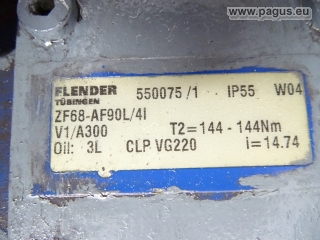 © www.pagus.eu
FLENDER 550075 /1 IP55 W04
TÜBINGEN
ZF68-AF90L/4I
V1/A300 T2=144 - 144Nm
Oil: 3L CLP VG220 i=14.74